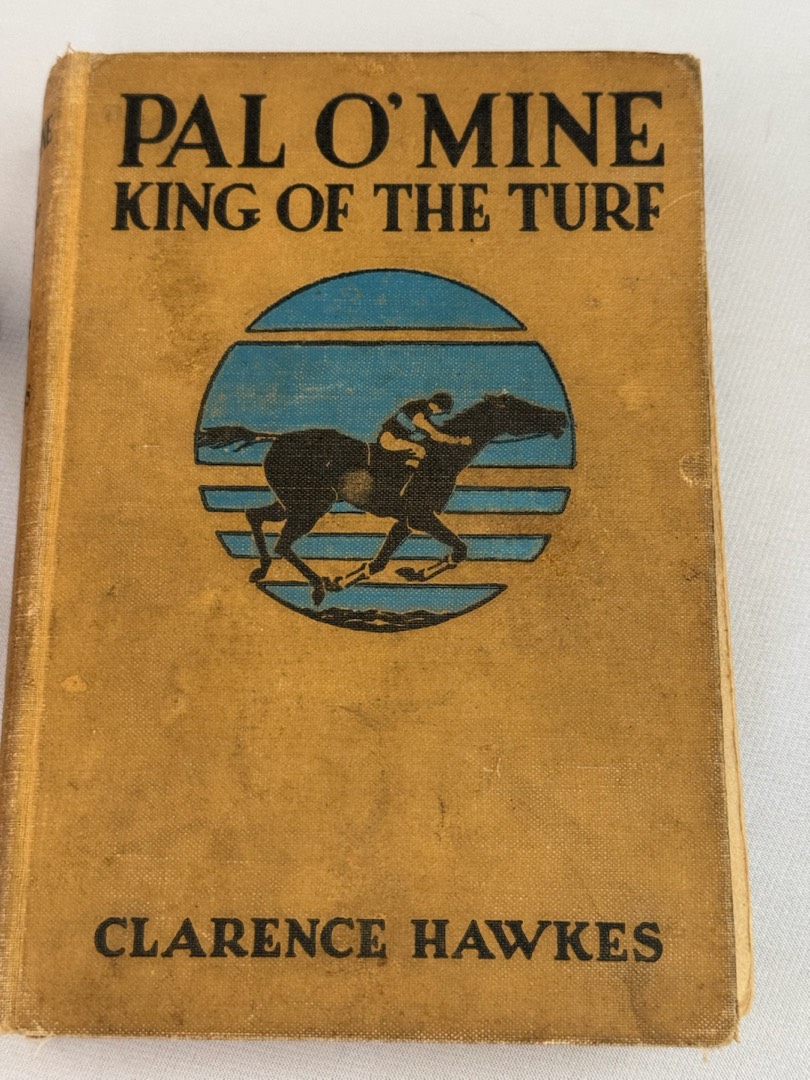 PAL O' MINE
KING OF THE TURF
CLARENCE HAWKES